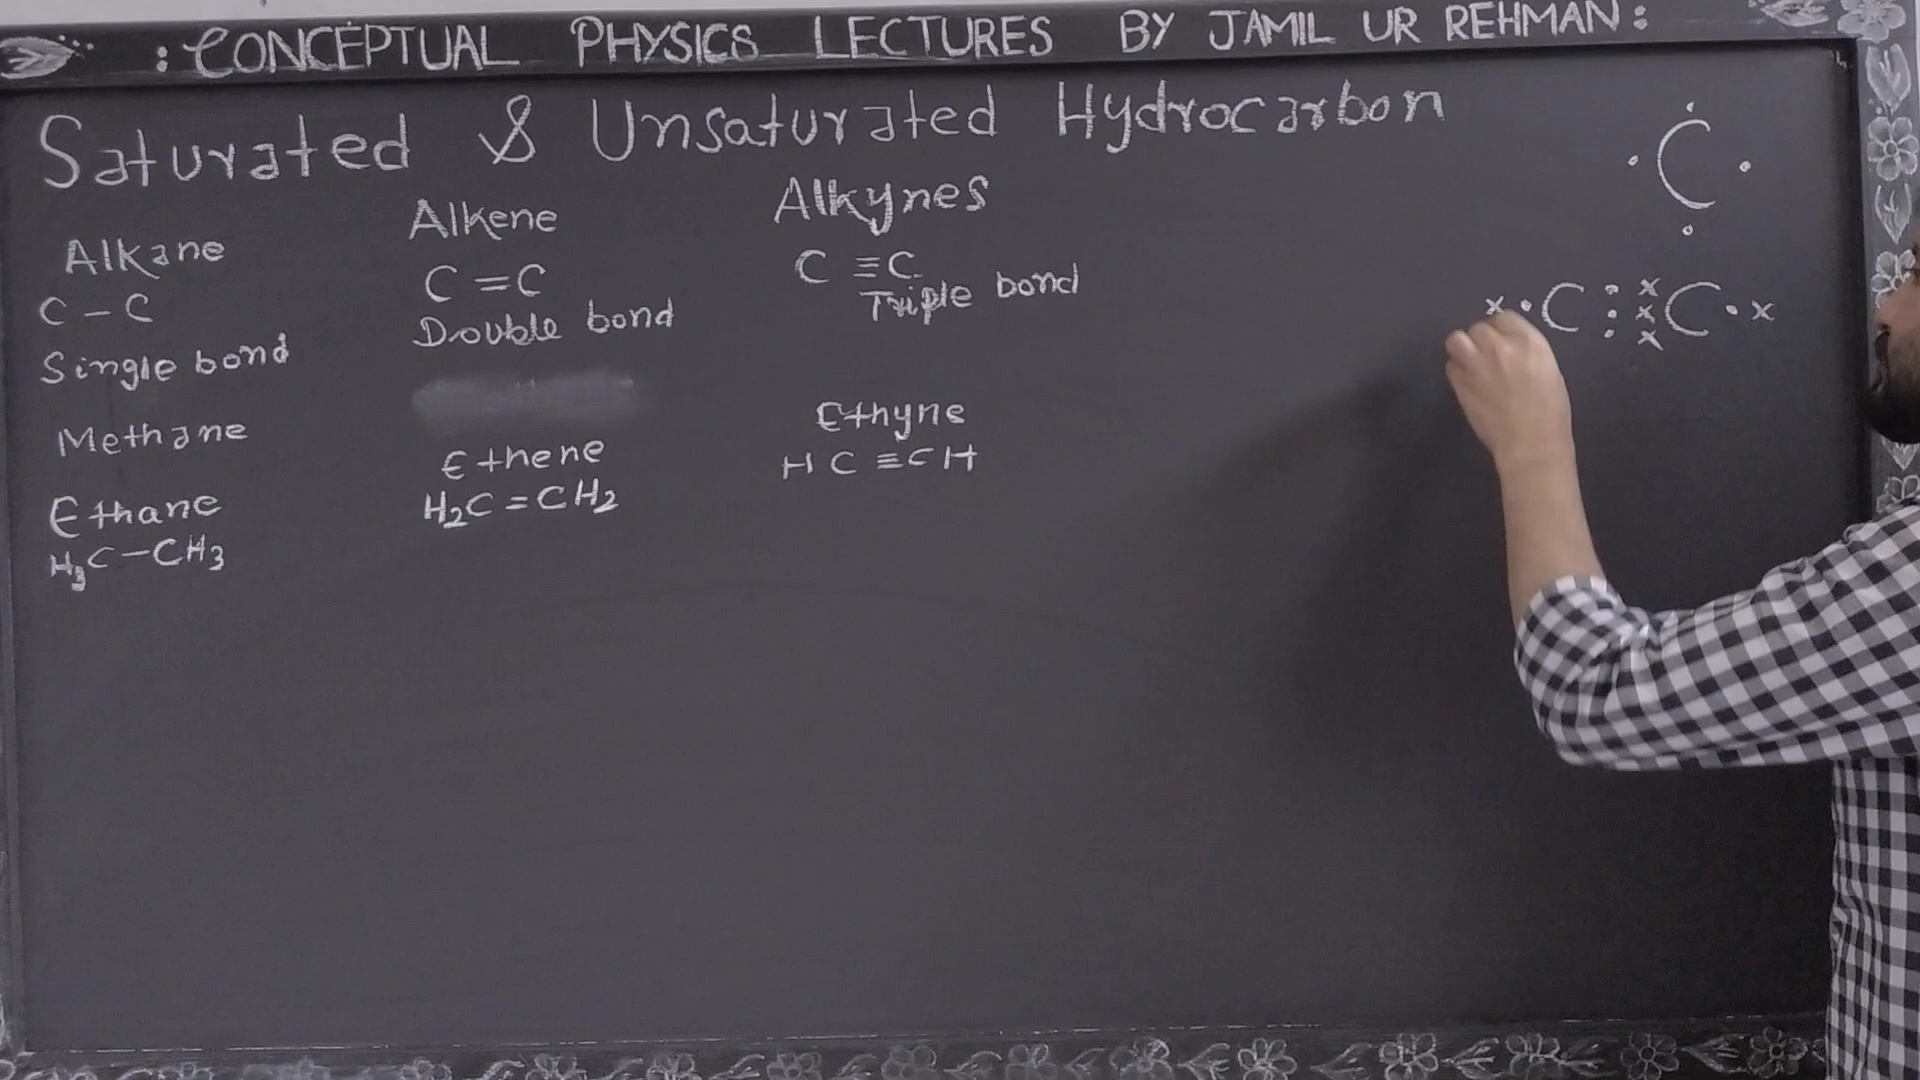 : CONCEPTUAL PHYSICS LECTURES BY JAMIL UR REHMAN :
Saturated & Unsaturated Hydrocarbon
Alkane
C - C
Single bond
Methane
Ethane
H₃C-CH₃
Alkene
C = C
Double bond
Ethene
H₂C = CH₂
Alkynes
C ≡ C
Triple bond
Ethyne
H C ≡ C H
C
x • C : x x x C • x